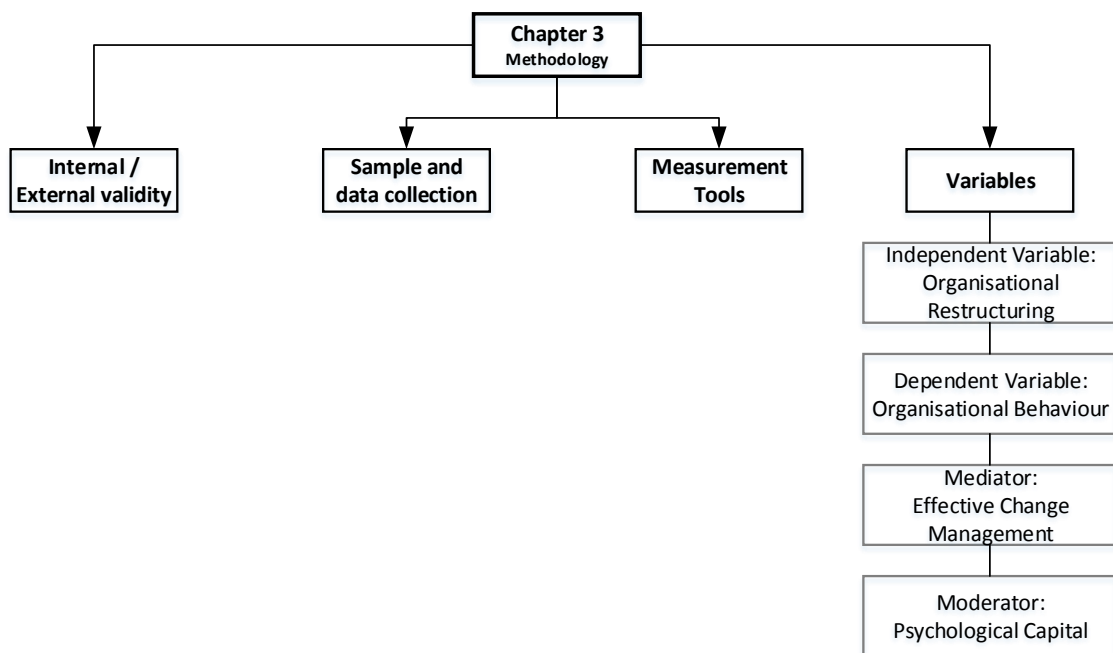 Chapter 3
Methodology
Internal /
External validity
Sample and
data collection
Measurement
Tools
Variables
Independent Variable:
Organisational
Restructuring
Dependent Variable:
Organisational Behaviour
Mediator:
Effective Change
Management
Moderator:
Psychological Capital